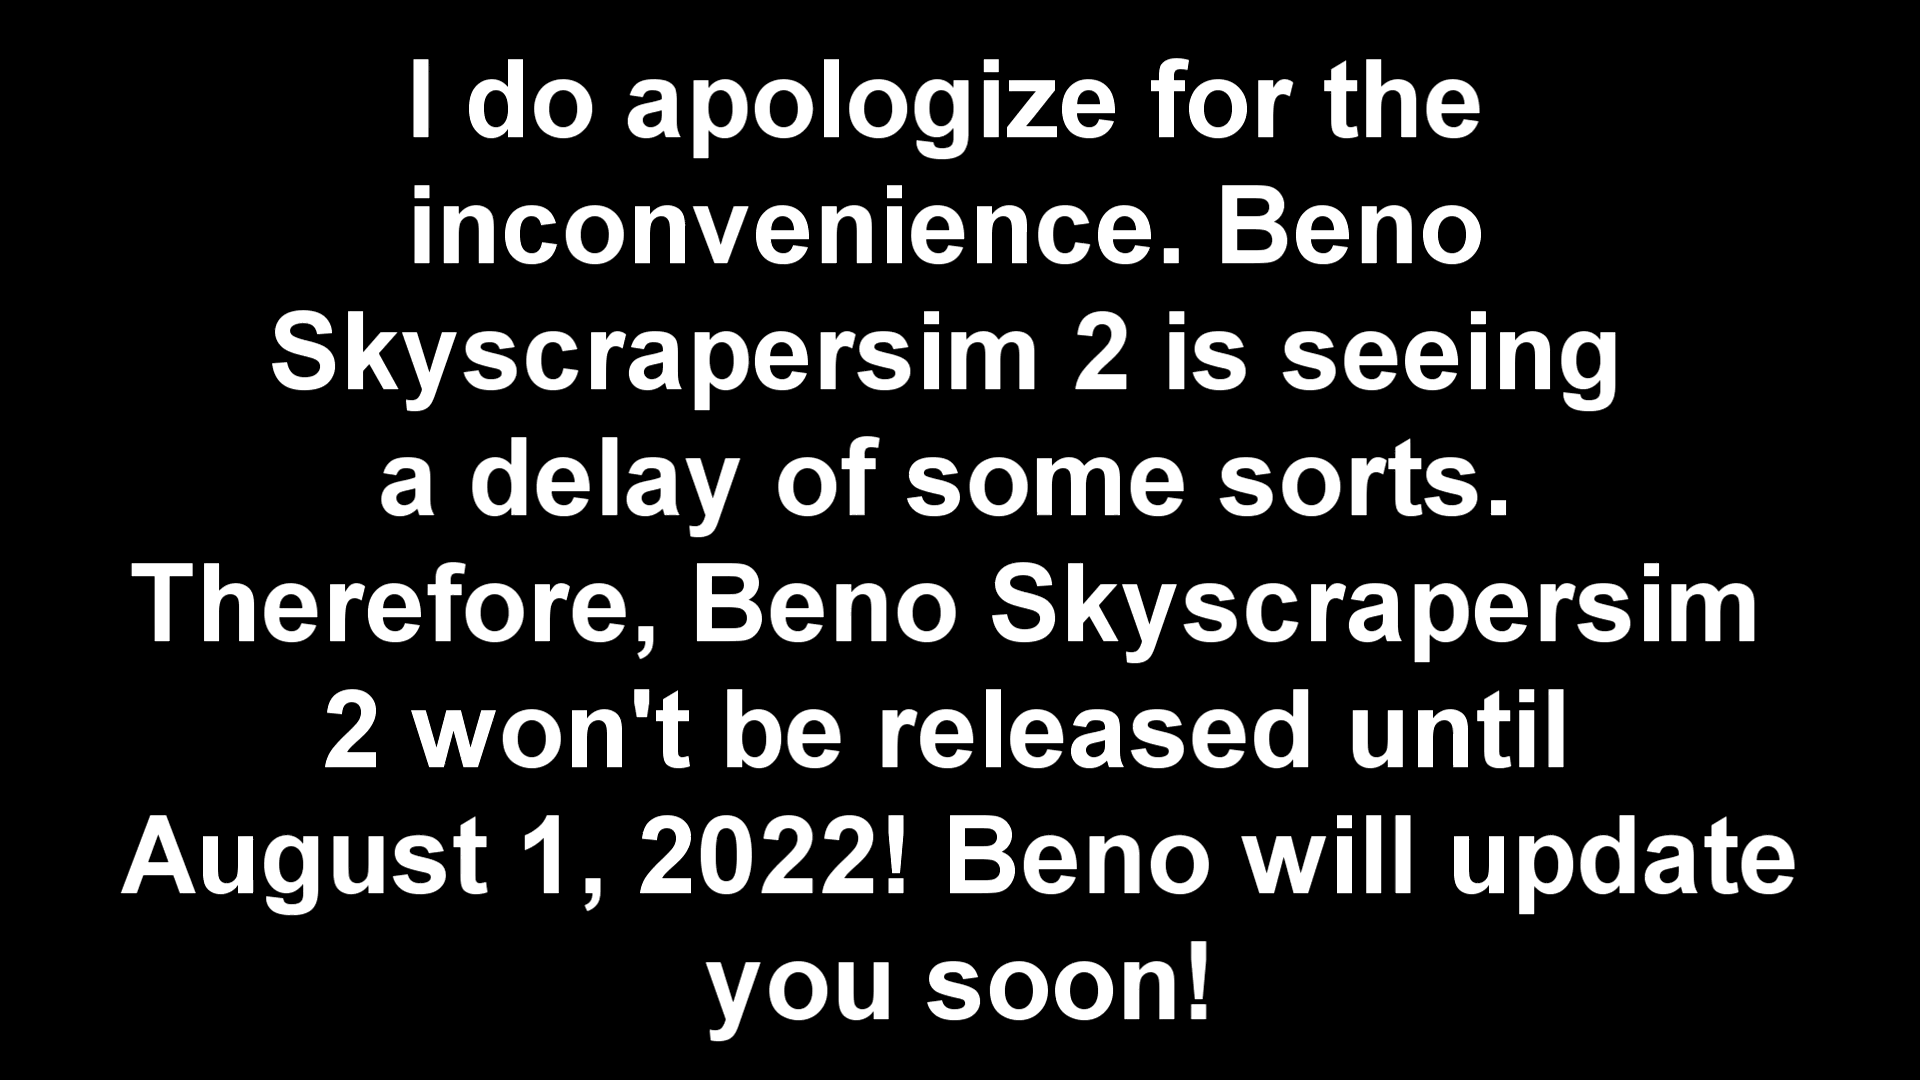 I do apologize for the
inconvenience. Beno
Skyscrapersim 2 is seeing
a delay of some sorts.
Therefore, Beno Skyscrapersim
2 won't be released until
August 1, 2022! Beno will update
you soon!